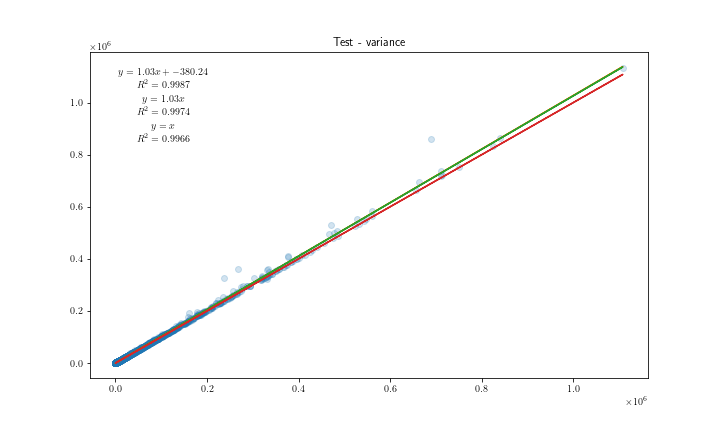 Test - variance
×10⁶
y = 1.03x + −380.24
R² = 0.9987
y = 1.03x
R² = 0.9974
y = x
R² = 0.9966
1.0
0.8
0.6
0.4
0.2
0.0
0.0 0.2 0.4 0.6 0.8 1.0
×10⁶